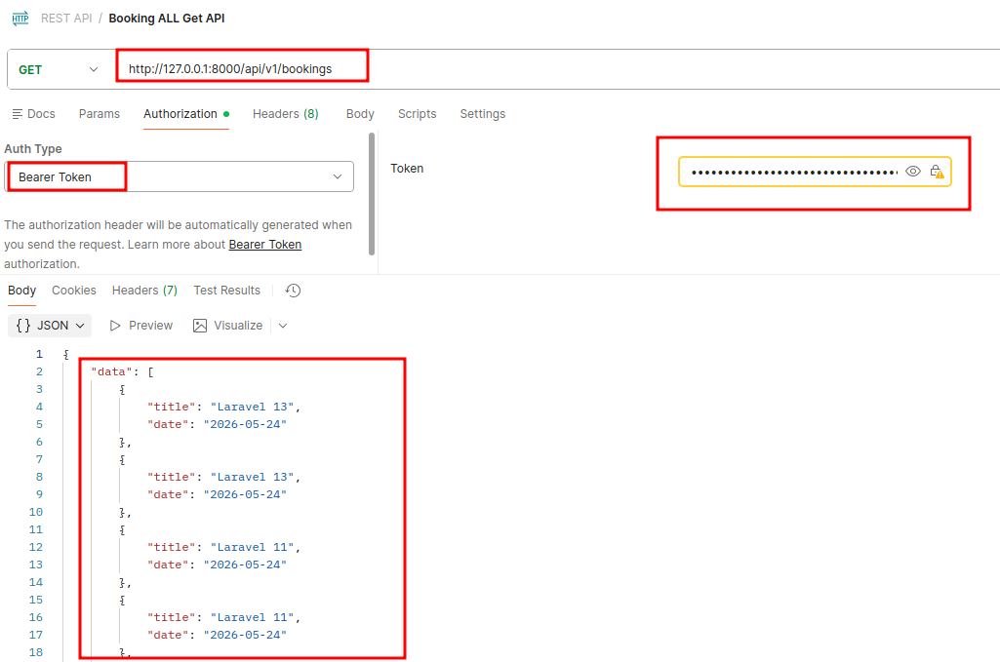 HTTP REST API / Booking ALL Get API
GET http://127.0.0.1:8000/api/v1/bookings
Docs Params Authorization Headers (8) Body Scripts Settings
Auth Type
Bearer Token
Token ••••••••••••••••••••••••••••••••
The authorization header will be automatically generated when
you send the request. Learn more about Bearer Token
authorization.
Body Cookies Headers (7) Test Results
{} JSON Preview Visualize
1 {
2 "data": [
3 {
4 "title": "Laravel 13",
5 "date": "2026-05-24"
6 },
7 {
8 "title": "Laravel 13",
9 "date": "2026-05-24"
10 },
11 {
12 "title": "Laravel 11",
13 "date": "2026-05-24"
14 },
15 {
16 "title": "Laravel 11",
17 "date": "2026-05-24"
18 },